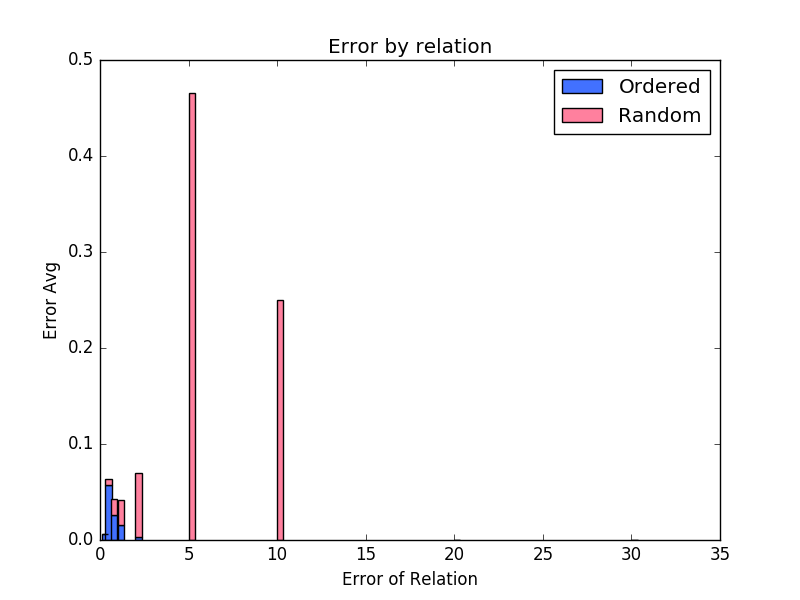 Error by relation
Ordered
Random
Error Avg
0.5
0.4
0.3
0.2
0.1
0.0
0 5 10 15 20 25 30 35
Error of Relation